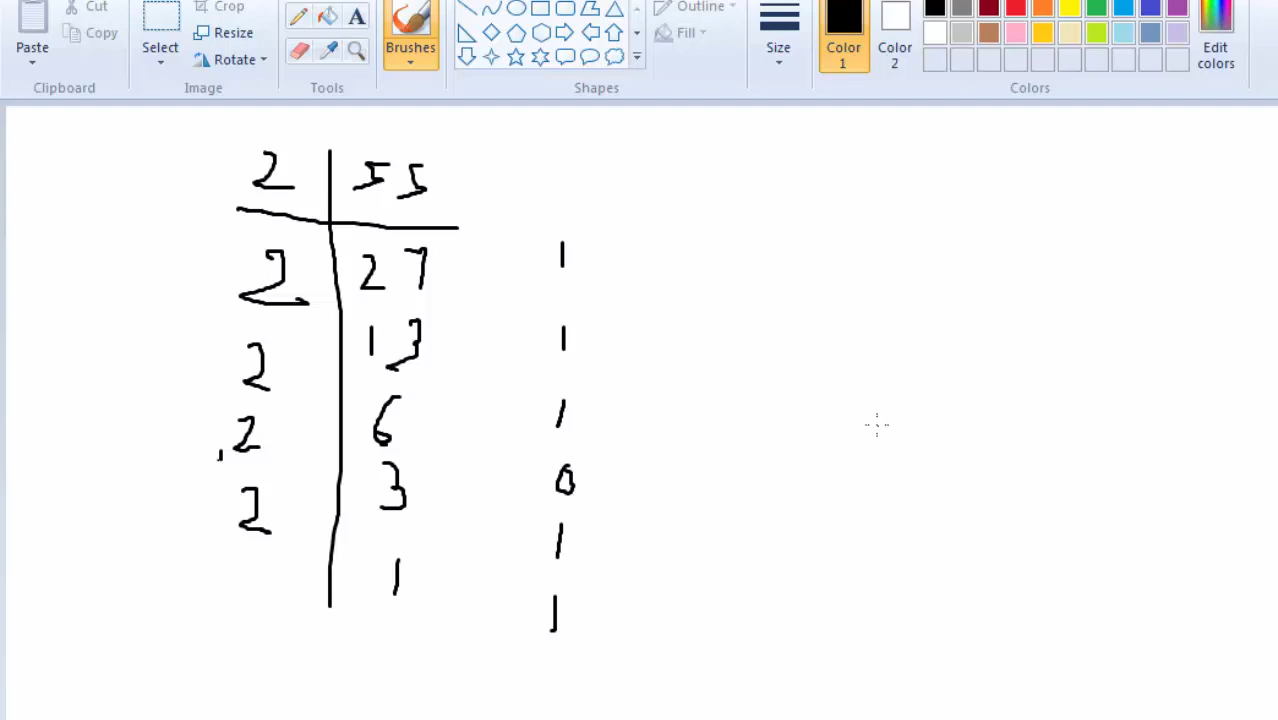 Cut
Copy
Paste
Clipboard
Crop
Resize
Rotate
Select
Image
A
Tools
Brushes
Outline
Fill
Shapes
Size
Color 1
Color 2
Edit colors
Colors
2 55
2 27 1
2 13 1
2 6 1
2 3 0
1 1
1